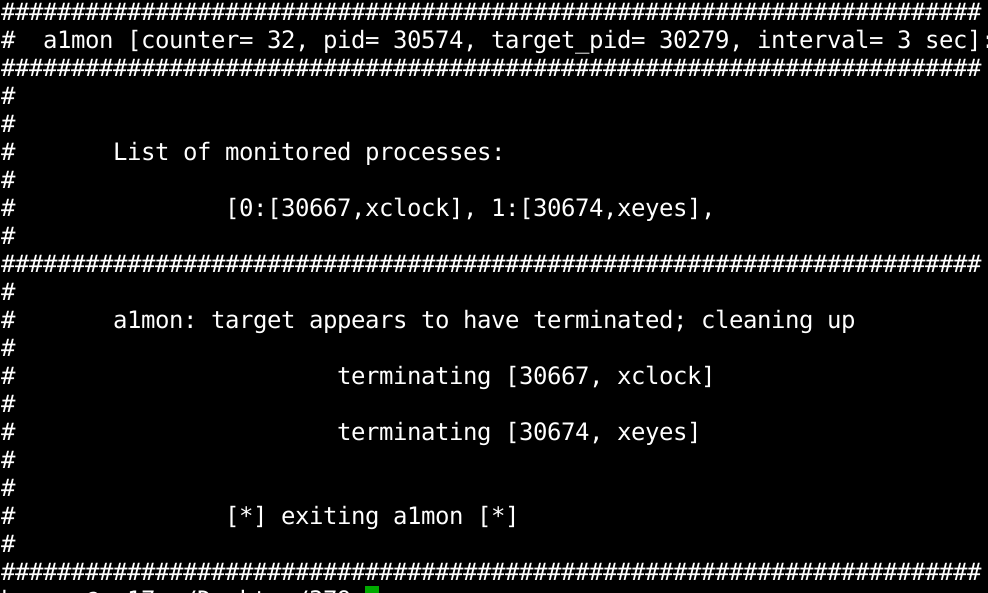 ######################################################################
#  a1mon [counter= 32, pid= 30574, target_pid= 30279, interval= 3 sec]:
######################################################################
#
#
#       List of monitored processes:
#
#               [0:[30667,xclock], 1:[30674,xeyes],
#
######################################################################
#
#       a1mon: target appears to have terminated; cleaning up
#
#                       terminating [30667, xclock]
#
#                       terminating [30674, xeyes]
#
#
#               [*] exiting a1mon [*]
#
######################################################################